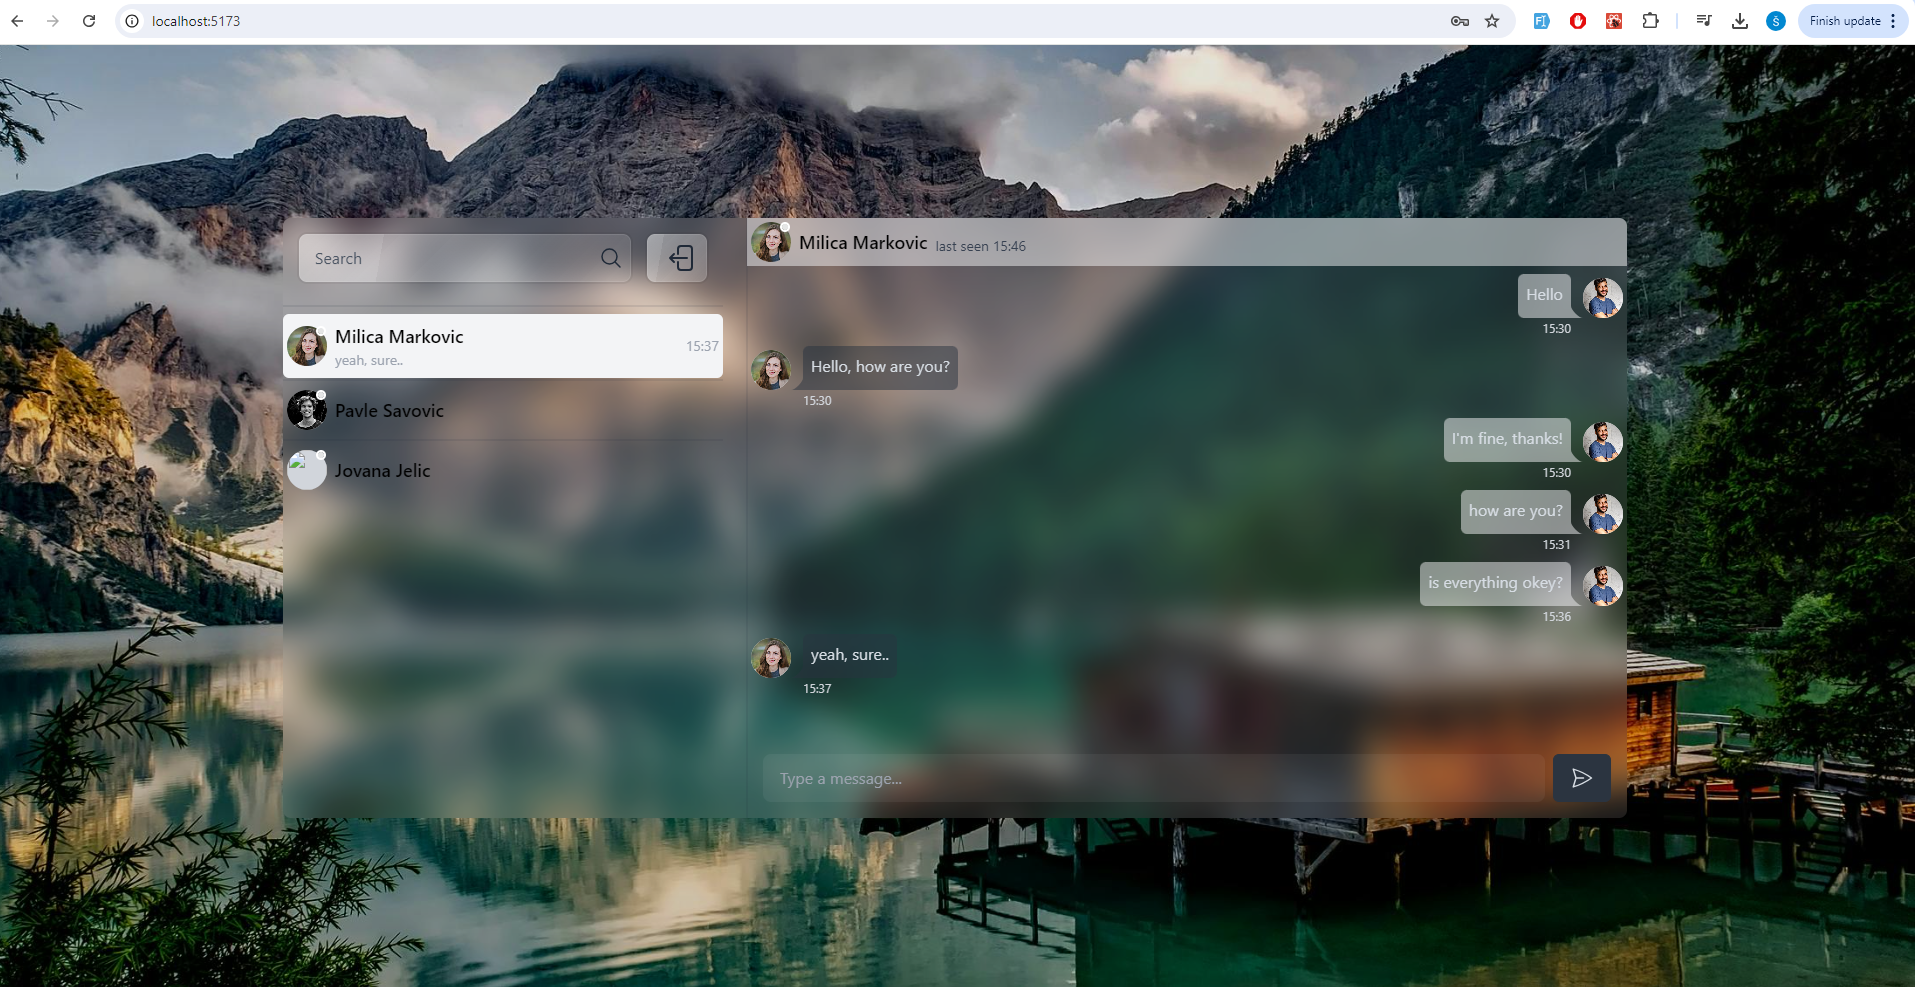 localhost:5173
Finish update
Search
Milica Markovic
yeah, sure..
15:37
Pavle Savovic
Jovana Jelic
Milica Markovic last seen 15:46
Hello
15:30
Hello, how are you?
15:30
I'm fine, thanks!
15:30
how are you?
15:31
is everything okey?
15:36
yeah, sure..
15:37
Type a message...